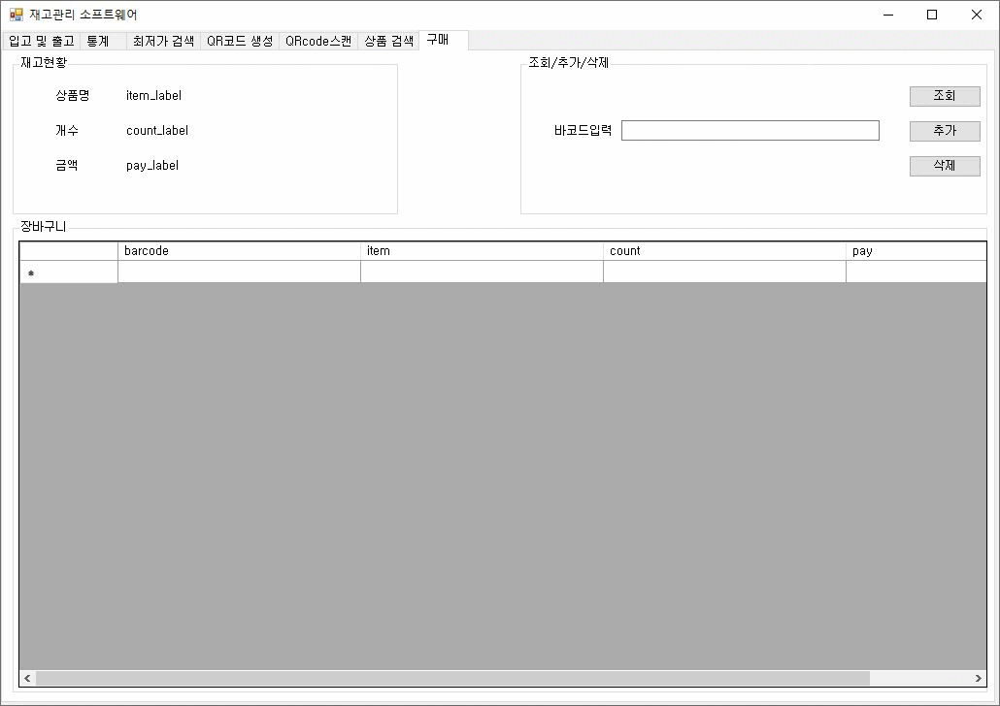 재고관리 소프트웨어
입고 및 출고 통계 최저가 검색 QR코드 생성 QRcode스캔 상품 검색 구매
재고현황
상품명 item_label
개수 count_label
금액 pay_label
조회/추가/삭제
조회
바코드입력 추가
삭제
장바구니
barcode item count pay